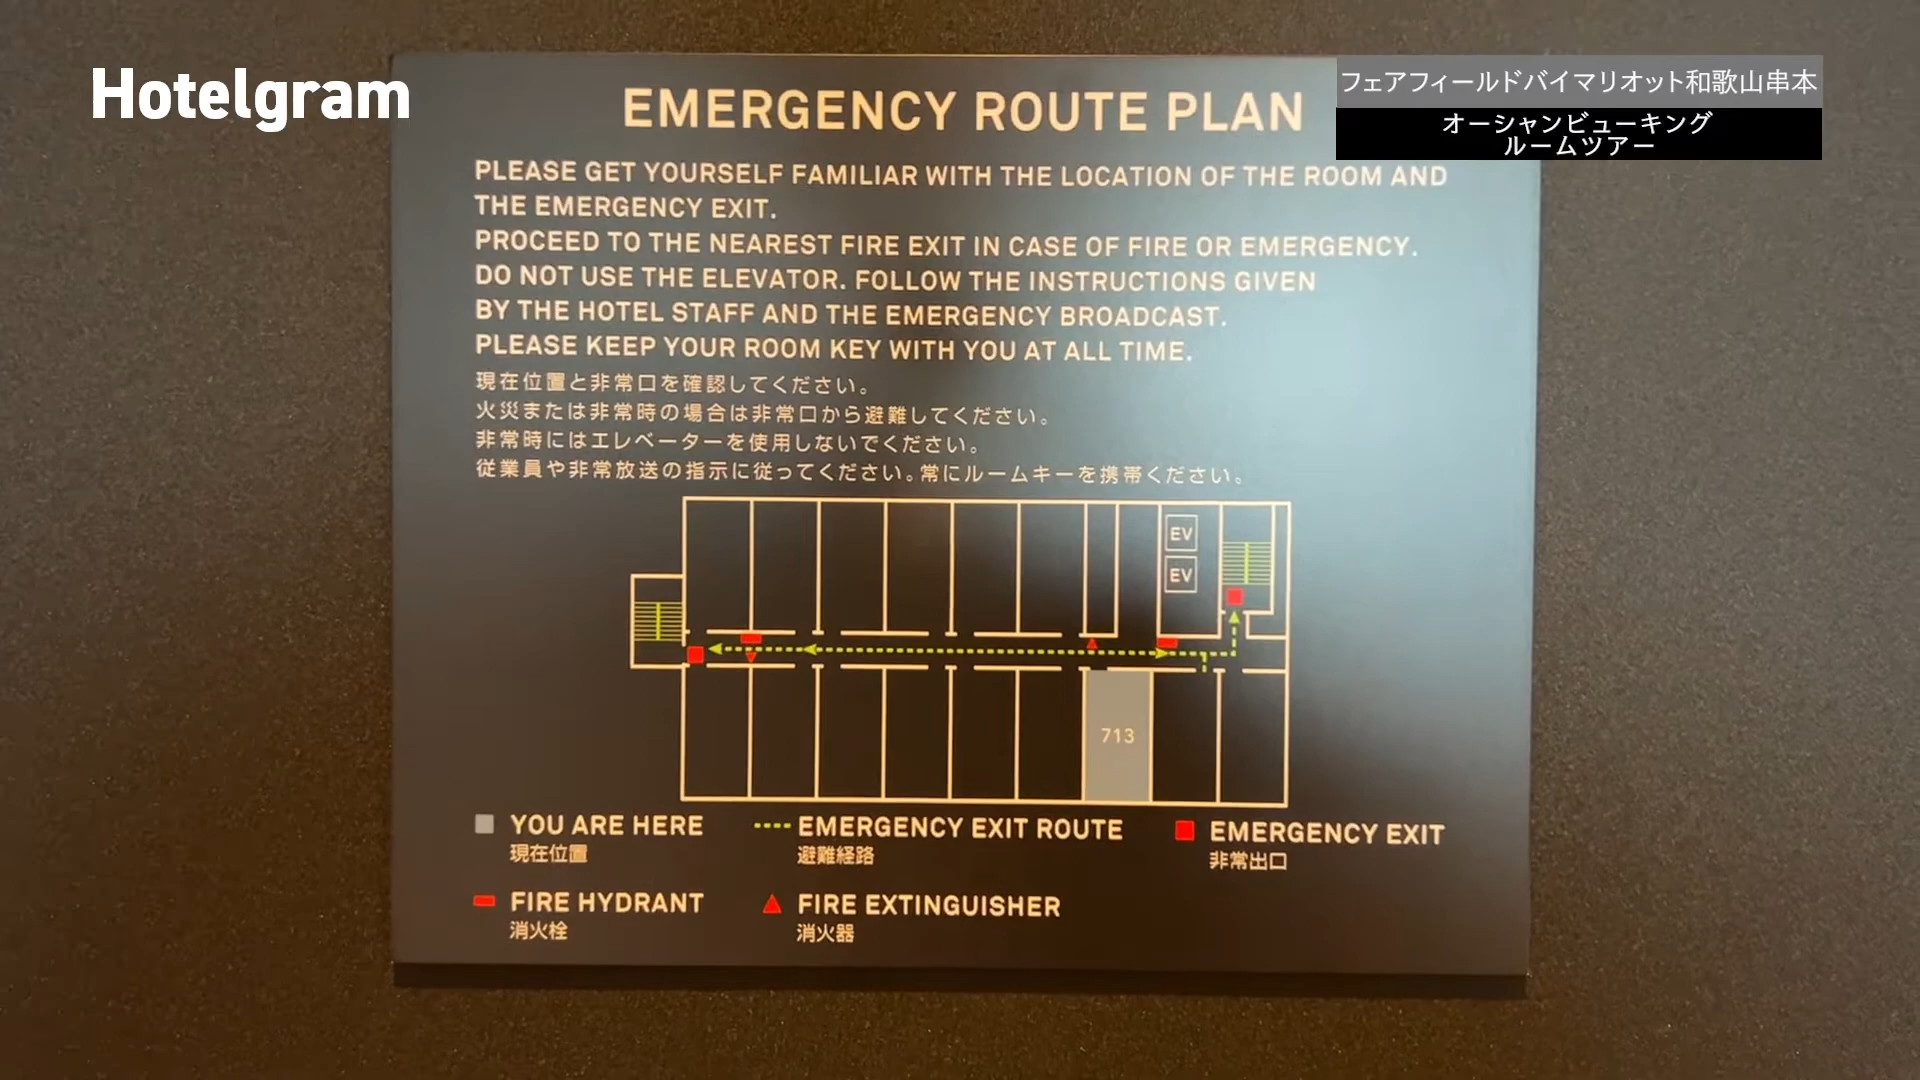 Hotelgram
フェアフィールドバイマリオット和歌山串本
オーシャンビューキング
ルームツアー
EMERGENCY ROUTE PLAN
PLEASE GET YOURSELF FAMILIAR WITH THE LOCATION OF THE ROOM AND
THE EMERGENCY EXIT.
PROCEED TO THE NEAREST FIRE EXIT IN CASE OF FIRE OR EMERGENCY.
DO NOT USE THE ELEVATOR. FOLLOW THE INSTRUCTIONS GIVEN
BY THE HOTEL STAFF AND THE EMERGENCY BROADCAST.
PLEASE KEEP YOUR ROOM KEY WITH YOU AT ALL TIME.
現在位置と非常口を確認してください。
火災または非常時の場合は非常口から避難してください。
非常時にはエレベーターを使用しないでください。
従業員や非常放送の指示に従ってください。常にルームキーを携帯ください。
EV
EV
713
YOU ARE HERE
現在位置
EMERGENCY EXIT ROUTE
避難経路
EMERGENCY EXIT
非常出口
FIRE HYDRANT
消火栓
FIRE EXTINGUISHER
消火器